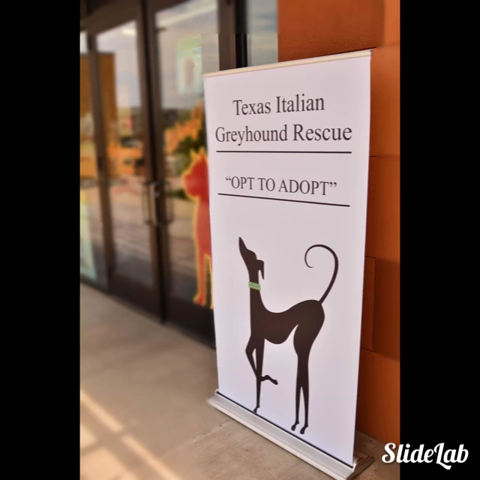 Texas Italian
Greyhound Rescue
“OPT TO ADOPT”
SlideLab